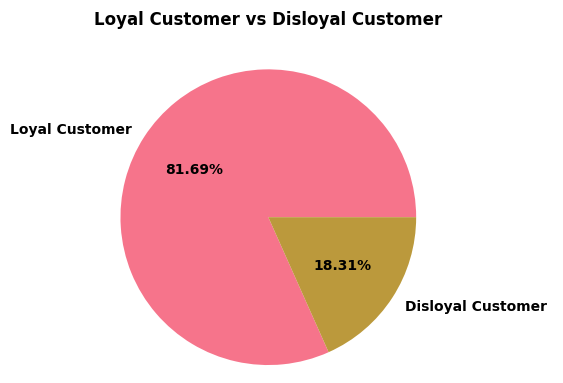 Loyal Customer vs Disloyal Customer
Loyal Customer
81.69%
18.31%
Disloyal Customer